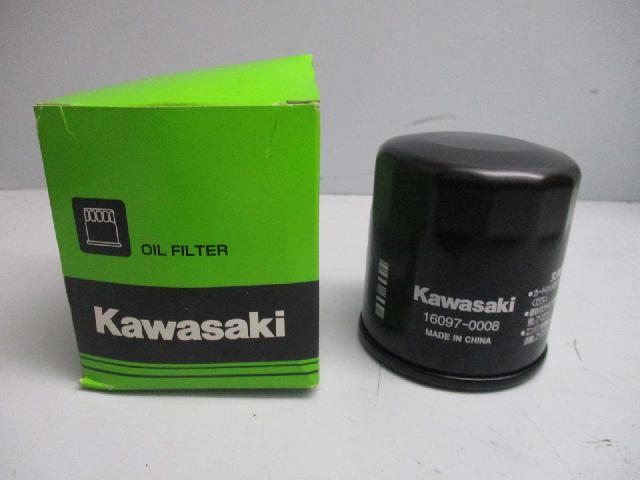 OIL FILTER
Kawasaki
Kawasaki
16097-0008
MADE IN CHINA